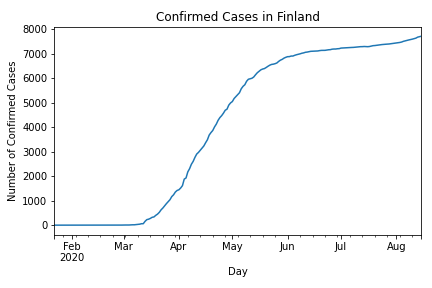 Confirmed Cases in Finland
8000
7000
6000
5000
4000
3000
2000
1000
0
Number of Confirmed Cases
Feb Mar Apr May Jun Jul Aug
2020
Day